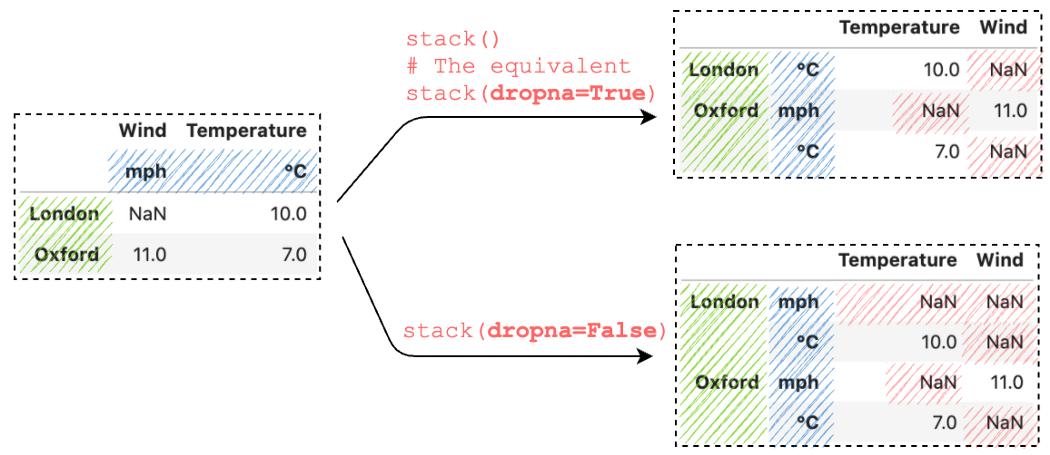 stack()
# The equivalent
stack(dropna=True)
Wind Temperature
mph °C
London NaN 10.0
Oxford 11.0 7.0
Temperature Wind
London °C 10.0 NaN
Oxford mph NaN 11.0
°C 7.0 NaN
stack(dropna=False)
Temperature Wind
London mph NaN NaN
°C 10.0 NaN
Oxford mph NaN 11.0
°C 7.0 NaN